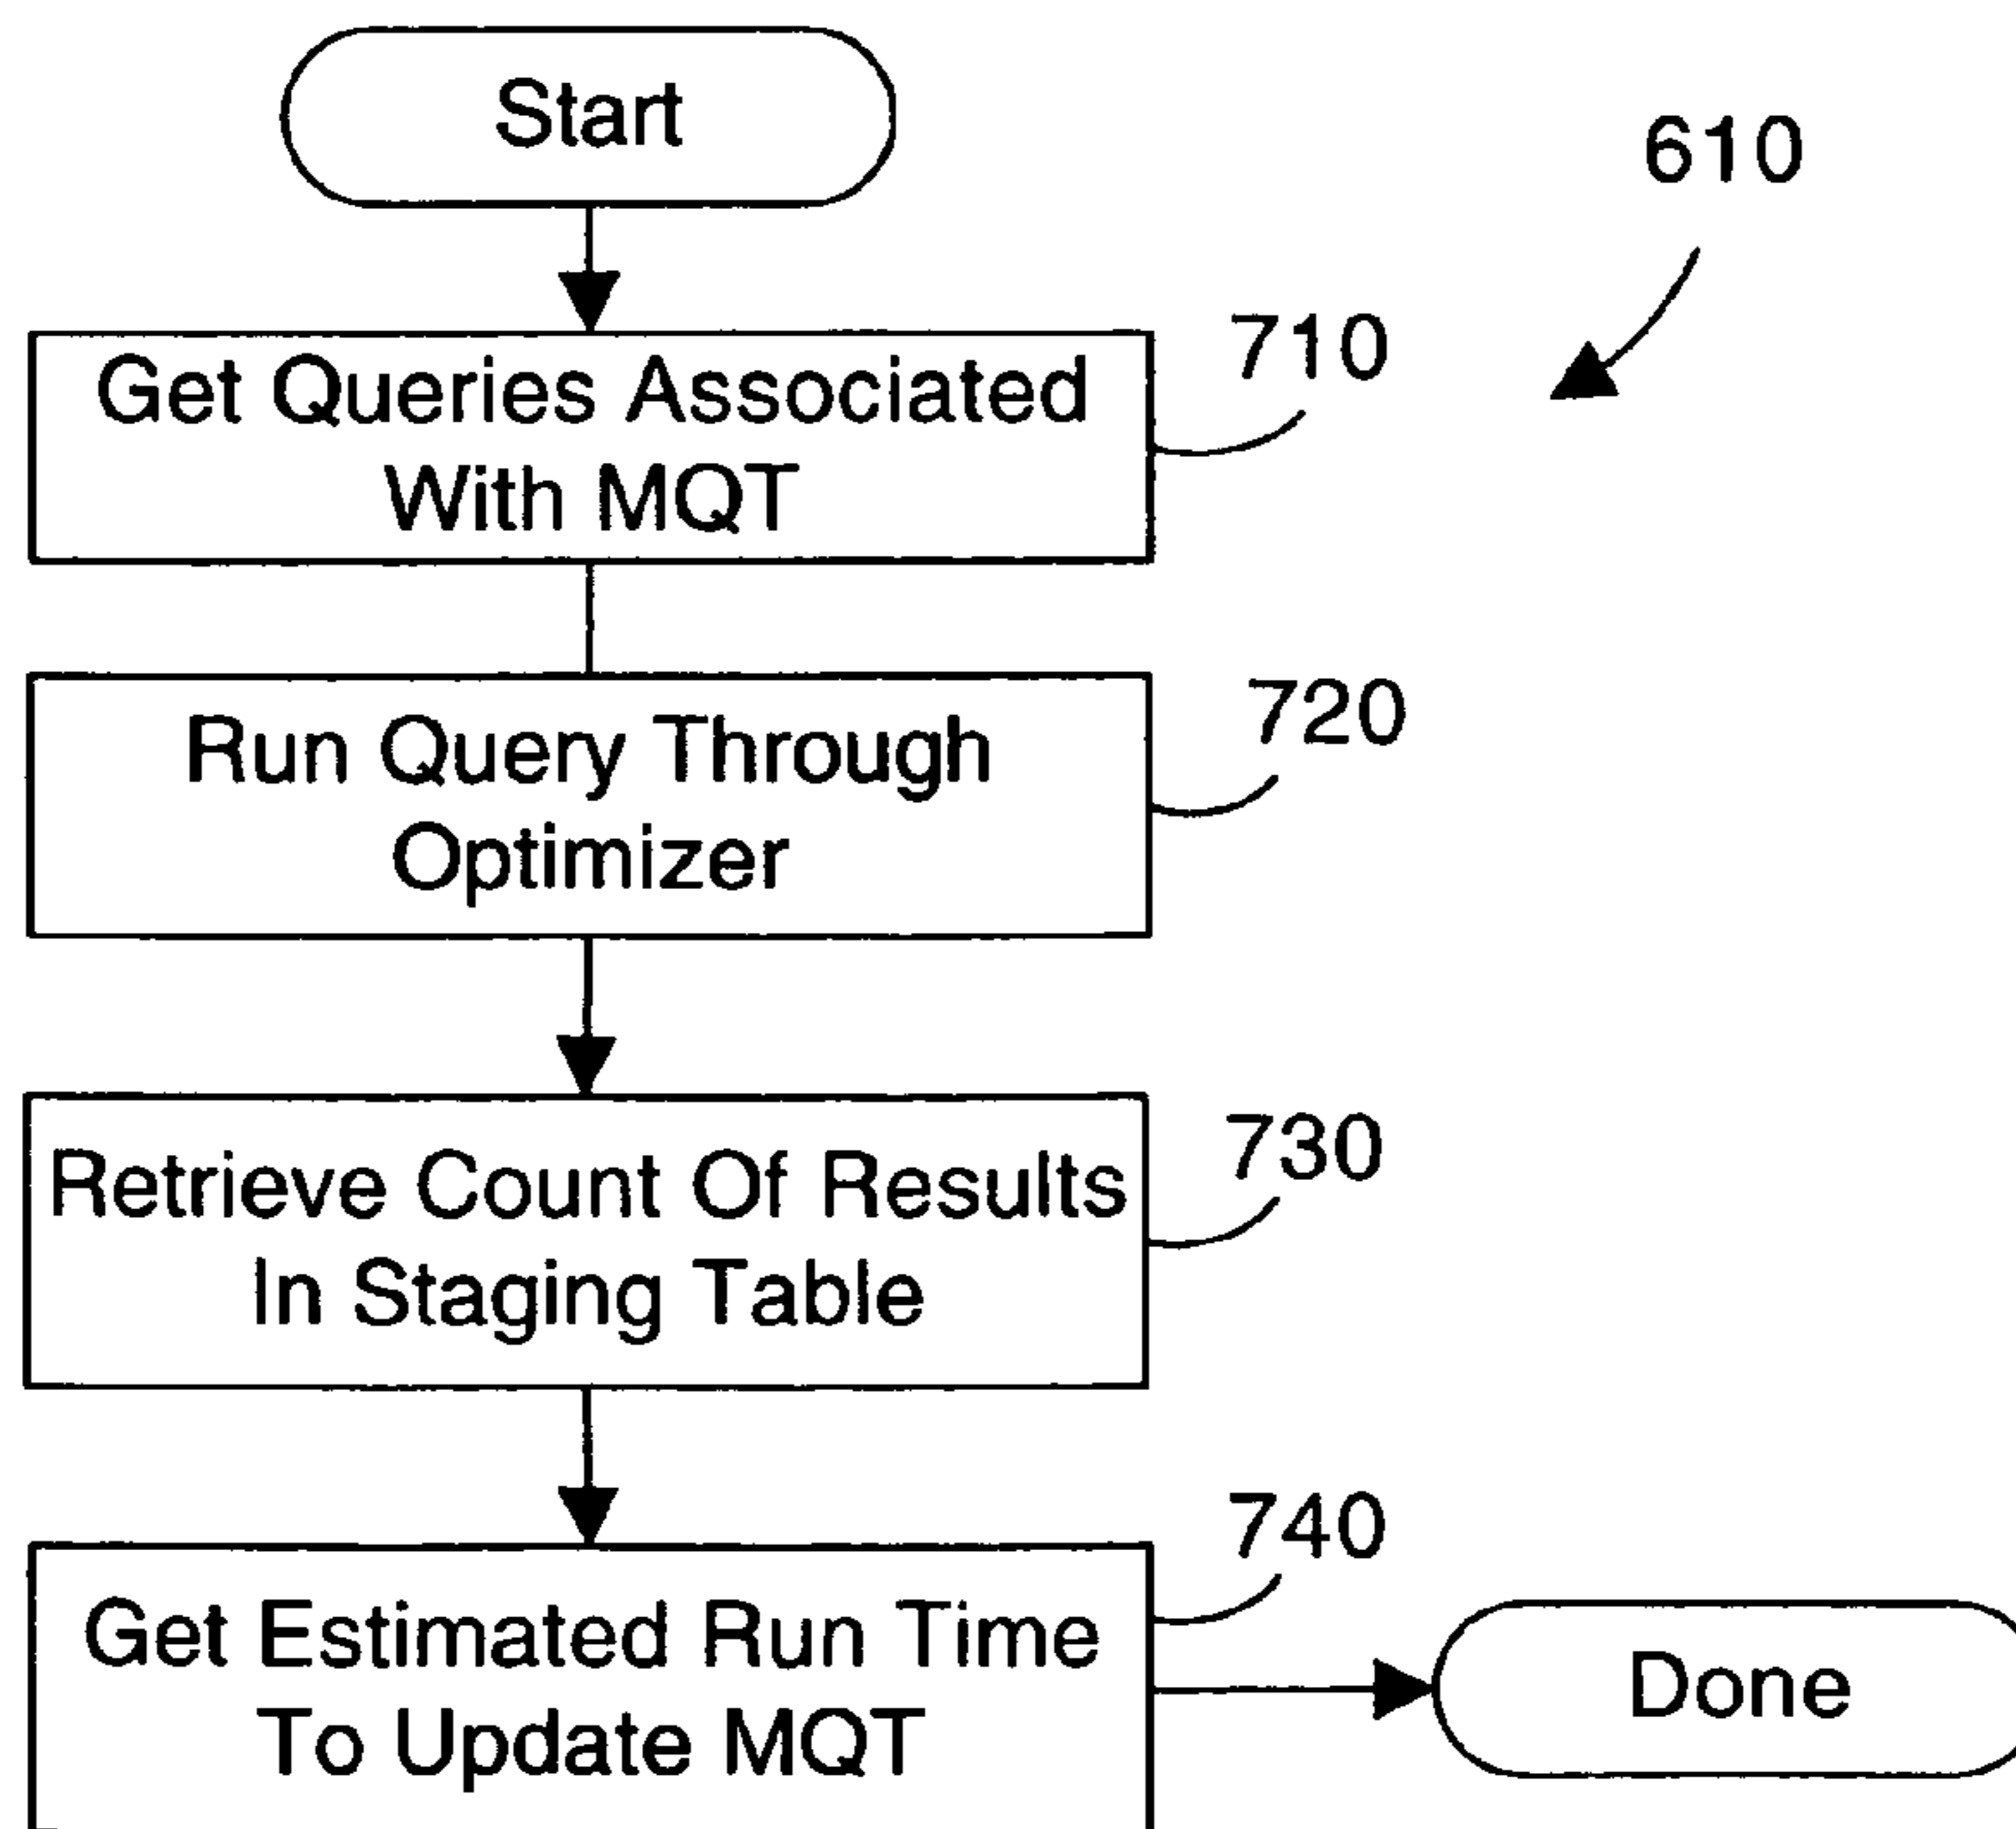 Start
610
Get Queries Associated
With MQT
710
Run Query Through
Optimizer
720
Retrieve Count Of Results
In Staging Table
730
Get Estimated Run Time
To Update MQT
740
Done